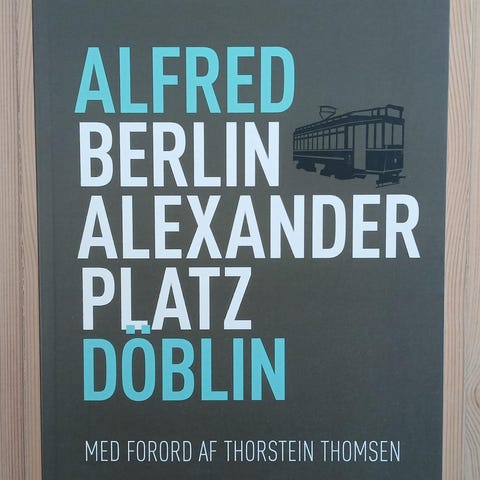 ALFRED
BERLIN
ALEXANDER
PLATZ
DÖBLIN
MED FORORD AF THORSTEIN THOMSEN